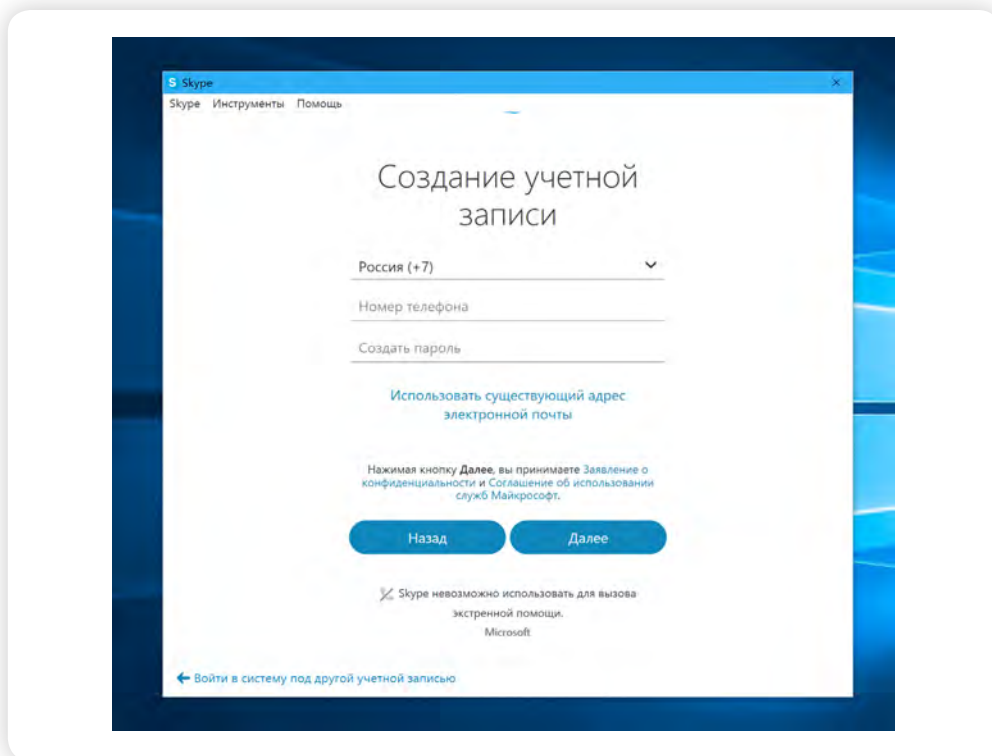 S Skype
Skype Инструменты Помощь
Создание учетной
записи
Россия (+7)
Номер телефона
Создать пароль
Использовать существующий адрес
электронной почты
Нажимая кнопку Далее, вы принимаете Заявление о
конфиденциальности и Соглашение об использовании
служб Майкрософт.
Назад Далее
Skype невозможно использовать для вызова
экстренной помощи.
Microsoft
Войти в систему под другой учетной записью